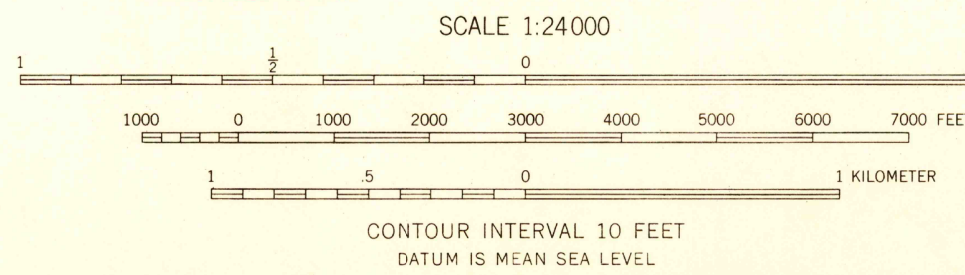 SCALE 1:24000
1 ½ 0
1000 0 1000 2000 3000 4000 5000 6000 7000 FEET
1 .5 0 1 KILOMETER
CONTOUR INTERVAL 10 FEET
DATUM IS MEAN SEA LEVEL